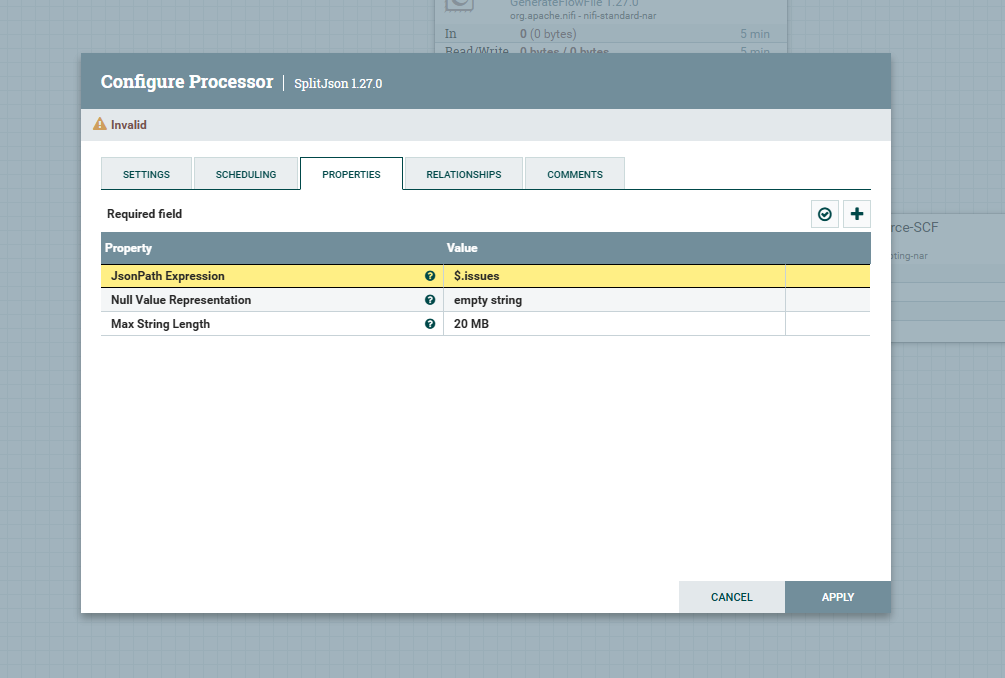 GenerateFlowFile 1.27.0
org.apache.nifi - nifi-standard-nar
In 0 (0 bytes) 5 min
Read/Write 0 bytes / 0 bytes 5 min
Configure Processor SplitJson 1.27.0
Invalid
SETTINGS SCHEDULING PROPERTIES RELATIONSHIPS COMMENTS
Required field
rce-SCF
Property Value
oting-nar
JsonPath Expression $.issues
Null Value Representation empty string
Max String Length 20 MB
CANCEL APPLY